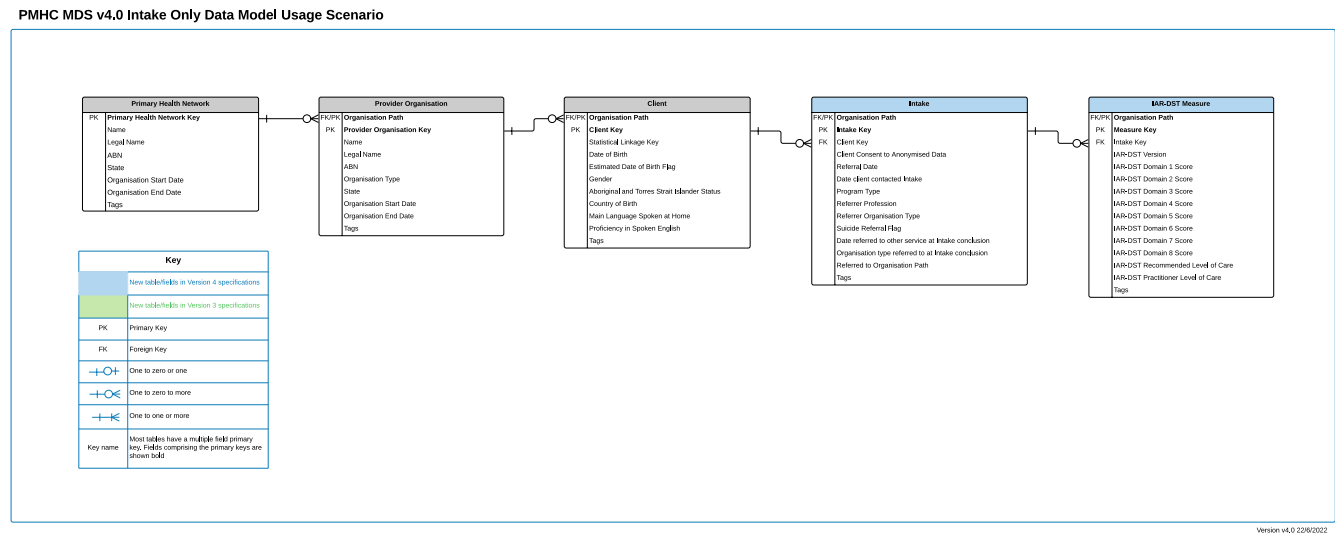 PMHC MDS v4.0 Intake Only Data Model Usage Scenario
Primary Health Network
PK Primary Health Network Key
Name
Legal Name
ABN
State
Organisation Start Date
Organisation End Date
Tags
Provider Organisation
FK/PK Organisation Path
PK Provider Organisation Key
Name
Legal Name
ABN
Organisation Type
State
Organisation Start Date
Organisation End Date
Tags
Client
FK/PK Organisation Path
PK Client Key
Statistical Linkage Key
Date of Birth
Estimated Date of Birth Flag
Gender
Aboriginal and Torres Strait Islander Status
Country of Birth
Main Language Spoken at Home
Proficiency in Spoken English
Tags
Intake
FK/PK Organisation Path
PK Intake Key
FK Client Key
Client Consent to Anonymised Data
Referral Date
Date client contacted Intake
Program Type
Referrer Profession
Referrer Organisation Type
Suicide Referral Flag
Date referred to other service at Intake conclusion
Organisation type referred to at Intake conclusion
Referred to Organisation Path
Tags
IAR-DST Measure
FK/PK Organisation Path
PK Measure Key
FK Intake Key
IAR-DST Version
IAR-DST Domain 1 Score
IAR-DST Domain 2 Score
IAR-DST Domain 3 Score
IAR-DST Domain 4 Score
IAR-DST Domain 5 Score
IAR-DST Domain 6 Score
IAR-DST Domain 7 Score
IAR-DST Domain 8 Score
IAR-DST Recommended Level of Care
IAR-DST Practitioner Level of Care
Tags
Key
New table/fields in Version 4 specifications
New table/fields in Version 3 specifications
PK Primary Key
FK Foreign Key
One to zero or one
One to zero to more
One to one or more
Key name
Most tables have a multiple field primary
key. Fields comprising the primary keys are
shown bold
Version v4.0 22/6/2022